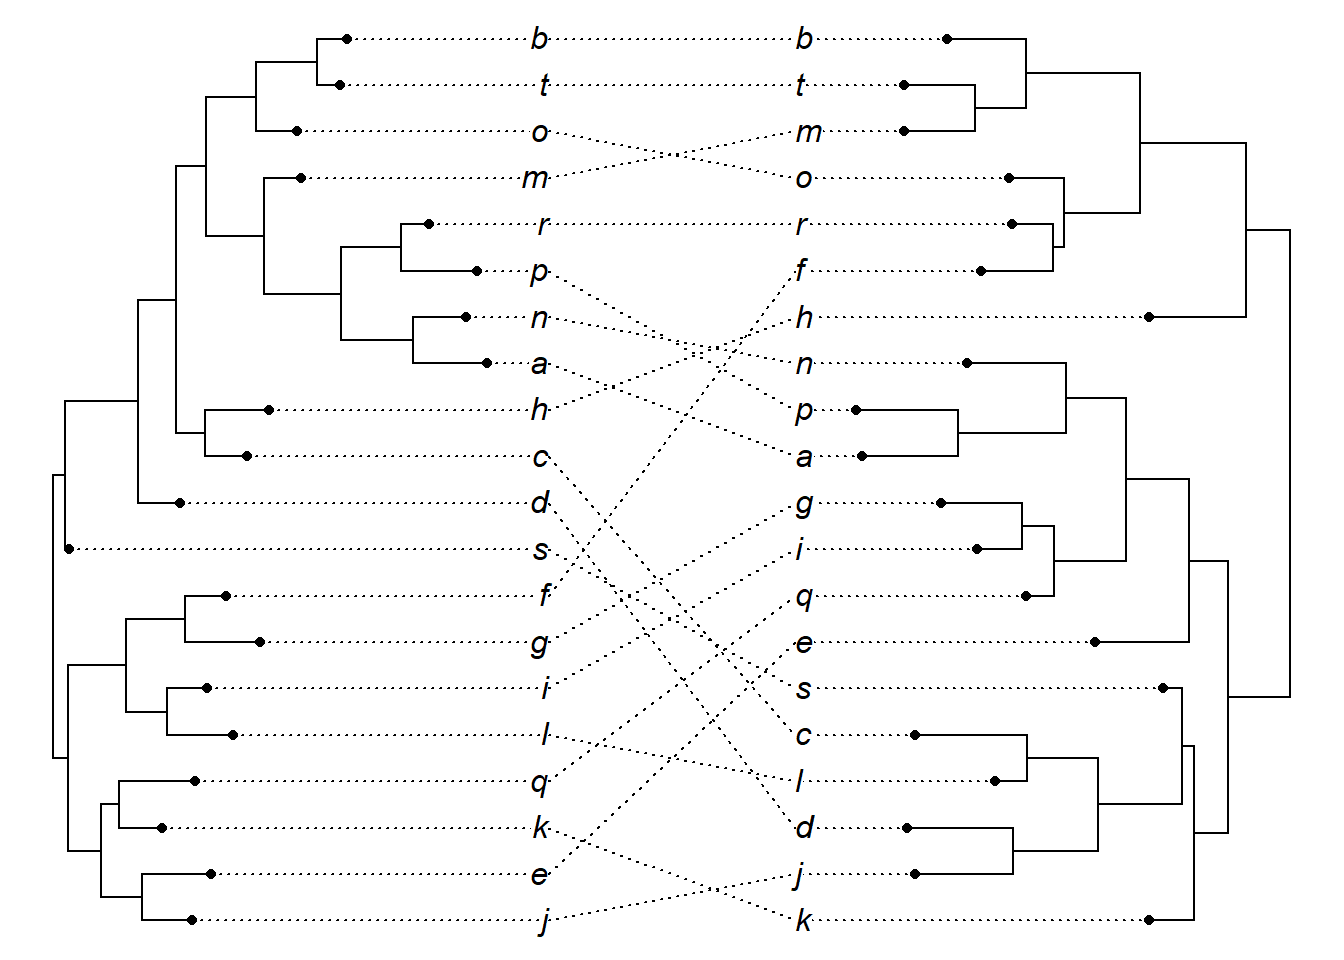 b b
t t
o m
m o
r r
p f
n h
a n
h p
c a
d g
s i
f q
g e
i s
l c
q l
k d
e j
j k